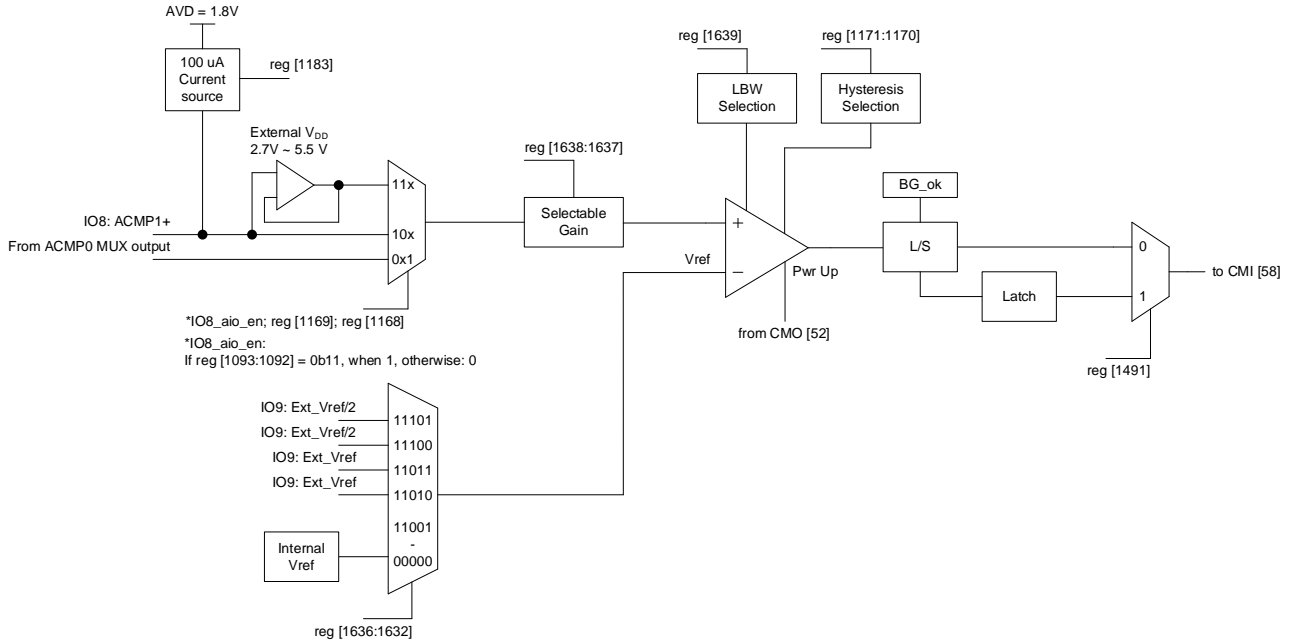 AVD = 1.8V
100 uA
Current
source
reg [1183]
External VDD
2.7V ~ 5.5 V
IO8: ACMP1+
From ACMP0 MUX output
11x
10x
0x1
*IO8_aio_en; reg [1169]; reg [1168]
*IO8_aio_en:
If reg [1093:1092] = 0b11, when 1, otherwise: 0
reg [1638:1637]
Selectable
Gain
reg [1639]
LBW
Selection
reg [1171:1170]
Hysteresis
Selection
+
Vref
–
Pwr Up
from CMO [52]
BG_ok
L/S
Latch
0
1
to CMI [58]
reg [1491]
IO9: Ext_Vref/2
IO9: Ext_Vref/2
IO9: Ext_Vref
IO9: Ext_Vref
11101
11100
11011
11010
11001
-
00000
Internal
Vref
reg [1636:1632]